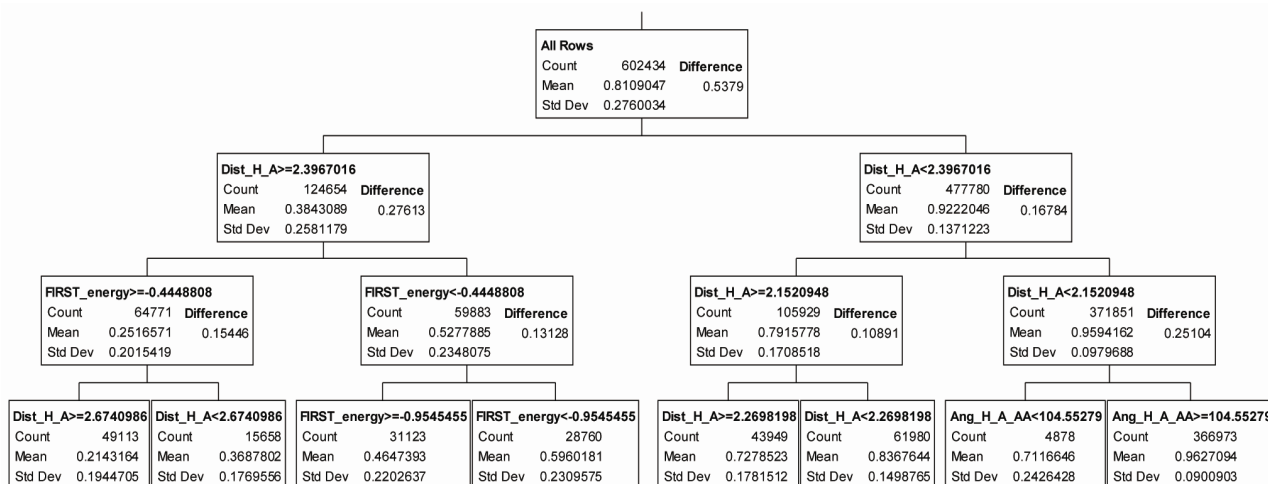 All Rows
Count 602434 Difference
Mean 0.8109047 0.5379
Std Dev 0.2760034
Dist_H_A>=2.3967016
Count 124654 Difference
Mean 0.3843089 0.27613
Std Dev 0.2581179
Dist_H_A<2.3967016
Count 477780 Difference
Mean 0.9222046 0.16784
Std Dev 0.1371223
FIRST_energy>=-0.4448808
Count 64771 Difference
Mean 0.2516571 0.15446
Std Dev 0.2015419
FIRST_energy<-0.4448808
Count 59883 Difference
Mean 0.5277885 0.13128
Std Dev 0.2348075
Dist_H_A>=2.1520948
Count 105929 Difference
Mean 0.7915778 0.10891
Std Dev 0.1708518
Dist_H_A<2.1520948
Count 371851 Difference
Mean 0.9594162 0.25104
Std Dev 0.0979688
Dist_H_A>=2.6740986
Count 49113
Mean 0.2143164
Std Dev 0.1944705
Dist_H_A<2.6740986
Count 15658
Mean 0.3687802
Std Dev 0.1769556
FIRST_energy>=-0.9545455
Count 31123
Mean 0.4647393
Std Dev 0.2202637
FIRST_energy<-0.9545455
Count 28760
Mean 0.5960181
Std Dev 0.2309575
Dist_H_A>=2.2698198
Count 43949
Mean 0.7278523
Std Dev 0.1781512
Dist_H_A<2.2698198
Count 61980
Mean 0.8367644
Std Dev 0.1498765
Ang_H_A_AA<104.55279
Count 4878
Mean 0.7116646
Std Dev 0.2426428
Ang_H_A_AA>=104.55279
Count 366973
Mean 0.9627094
Std Dev 0.0900903